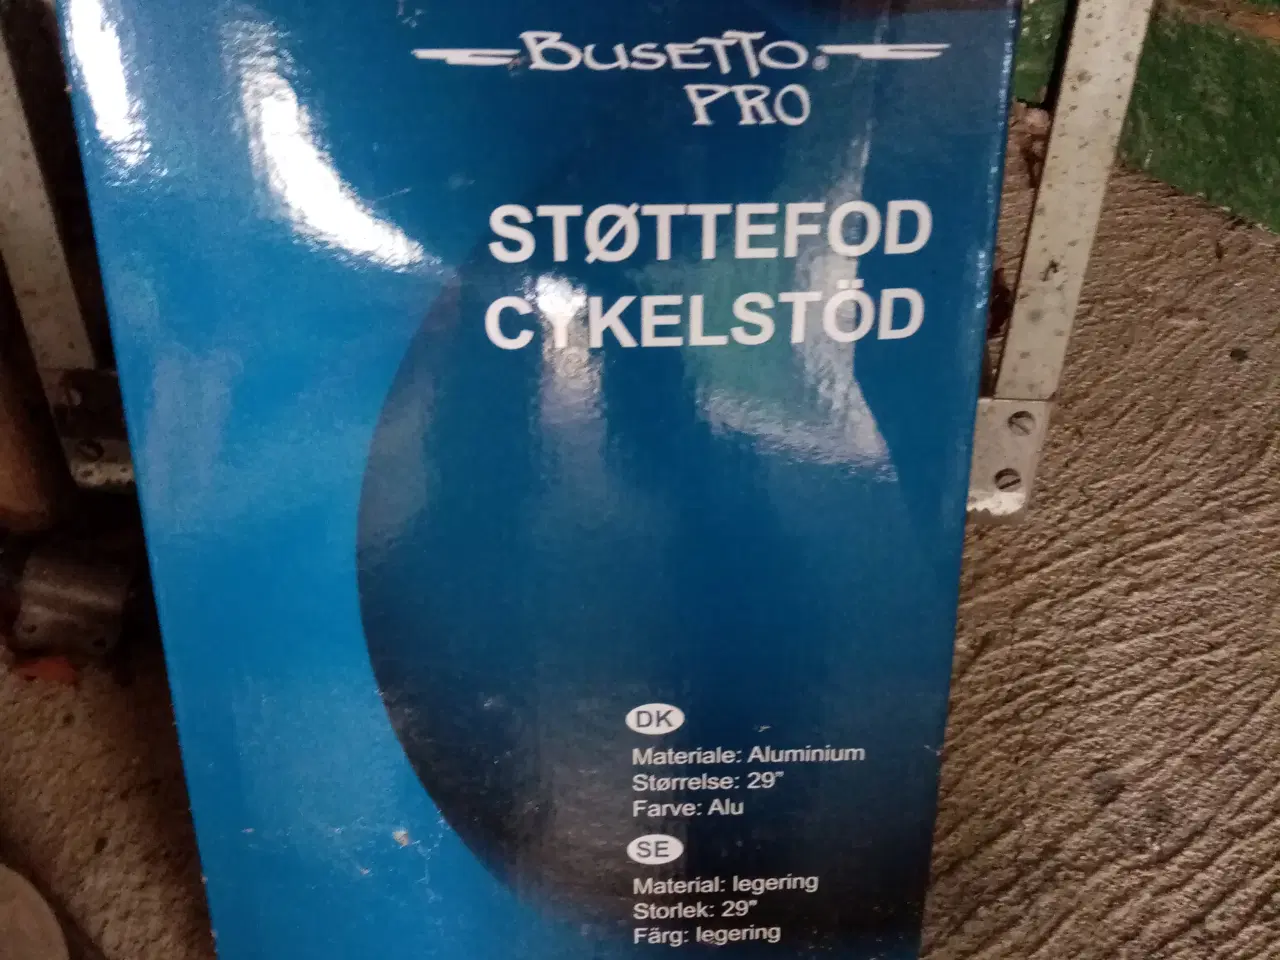 BUSETTO®
PRO
STØTTEFOD
CYKELSTÖD
DK
Materiale: Aluminium
Størrelse: 29"
Farve: Alu
SE
Material: legering
Storlek: 29"
Färg: legering